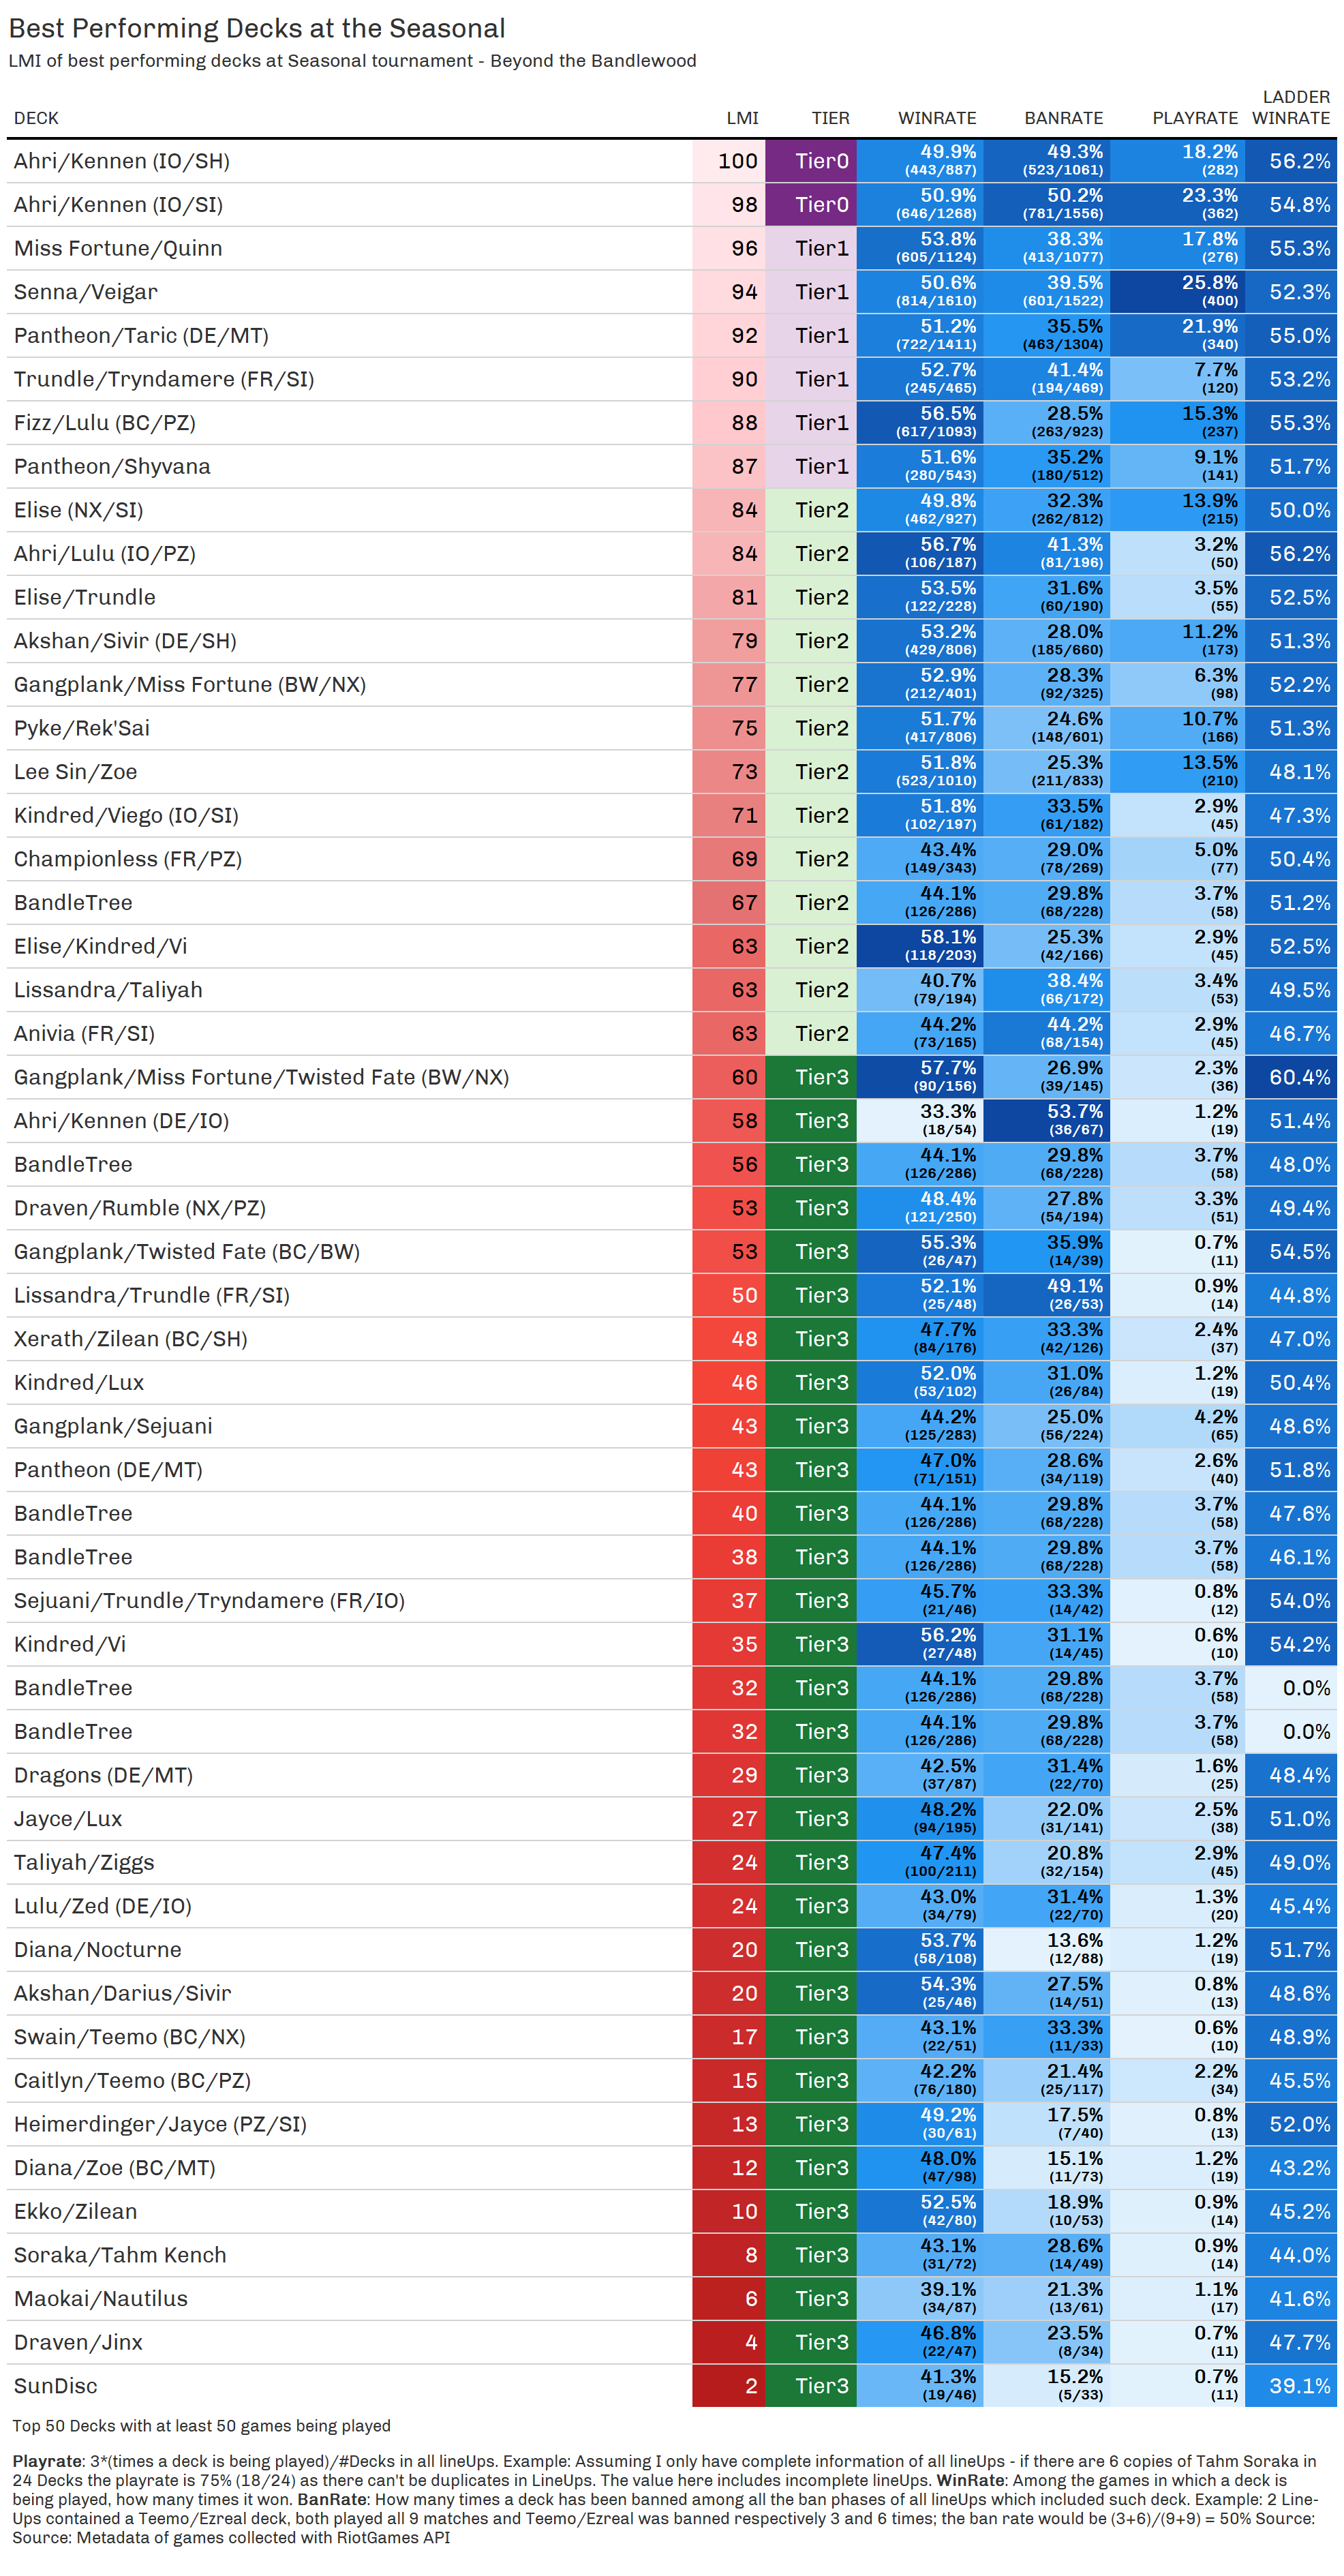 Best Performing Decks at the Seasonal
LMI of best performing decks at Seasonal tournament - Beyond the Bandlewood
DECK LMI TIER WINRATE BANRATE PLAYRATE LADDER WINRATE
Ahri/Kennen (IO/SH) 100 Tier0 49.9% (443/887) 49.3% (523/1061) 18.2% (282) 56.2%
Ahri/Kennen (IO/SI) 98 Tier0 50.9% (646/1268) 50.2% (781/1556) 23.3% (362) 54.8%
Miss Fortune/Quinn 96 Tier1 53.8% (605/1124) 38.3% (413/1077) 17.8% (276) 55.3%
Senna/Veigar 94 Tier1 50.6% (814/1610) 39.5% (601/1522) 25.8% (400) 52.3%
Pantheon/Taric (DE/MT) 92 Tier1 51.2% (722/1411) 35.5% (463/1304) 21.9% (340) 55.0%
Trundle/Tryndamere (FR/SI) 90 Tier1 52.7% (245/465) 41.4% (194/469) 7.7% (120) 53.2%
Fizz/Lulu (BC/PZ) 88 Tier1 56.5% (617/1093) 28.5% (263/923) 15.3% (237) 55.3%
Pantheon/Shyvana 87 Tier1 51.6% (280/543) 35.2% (180/512) 9.1% (141) 51.7%
Elise (NX/SI) 84 Tier2 49.8% (462/927) 32.3% (262/812) 13.9% (215) 50.0%
Ahri/Lulu (IO/PZ) 84 Tier2 56.7% (106/187) 41.3% (81/196) 3.2% (50) 56.2%
Elise/Trundle 81 Tier2 53.5% (122/228) 31.6% (60/190) 3.5% (55) 52.5%
Akshan/Sivir (DE/SH) 79 Tier2 53.2% (429/806) 28.0% (185/660) 11.2% (173) 51.3%
Gangplank/Miss Fortune (BW/NX) 77 Tier2 52.9% (212/401) 28.3% (92/325) 6.3% (98) 52.2%
Pyke/Rek'Sai 75 Tier2 51.7% (417/806) 24.6% (148/601) 10.7% (166) 51.3%
Lee Sin/Zoe 73 Tier2 51.8% (523/1010) 25.3% (211/833) 13.5% (210) 48.1%
Kindred/Viego (IO/SI) 71 Tier2 51.8% (102/197) 33.5% (61/182) 2.9% (45) 47.3%
Championless (FR/PZ) 69 Tier2 43.4% (149/343) 29.0% (78/269) 5.0% (77) 50.4%
BandleTree 67 Tier2 44.1% (126/286) 29.8% (68/228) 3.7% (58) 51.2%
Elise/Kindred/Vi 63 Tier2 58.1% (118/203) 25.3% (42/166) 2.9% (45) 52.5%
Lissandra/Taliyah 63 Tier2 40.7% (79/194) 38.4% (66/172) 3.4% (53) 49.5%
Anivia (FR/SI) 63 Tier2 44.2% (73/165) 44.2% (68/154) 2.9% (45) 46.7%
Gangplank/Miss Fortune/Twisted Fate (BW/NX) 60 Tier3 57.7% (90/156) 26.9% (39/145) 2.3% (36) 60.4%
Ahri/Kennen (DE/IO) 58 Tier3 33.3% (18/54) 53.7% (36/67) 1.2% (19) 51.4%
BandleTree 56 Tier3 44.1% (126/286) 29.8% (68/228) 3.7% (58) 48.0%
Draven/Rumble (NX/PZ) 53 Tier3 48.4% (121/250) 27.8% (54/194) 3.3% (51) 49.4%
Gangplank/Twisted Fate (BC/BW) 53 Tier3 55.3% (26/47) 35.9% (14/39) 0.7% (11) 54.5%
Lissandra/Trundle (FR/SI) 50 Tier3 52.1% (25/48) 49.1% (26/53) 0.9% (14) 44.8%
Xerath/Zilean (BC/SH) 48 Tier3 47.7% (84/176) 33.3% (42/126) 2.4% (37) 47.0%
Kindred/Lux 46 Tier3 52.0% (53/102) 31.0% (26/84) 1.2% (19) 50.4%
Gangplank/Sejuani 43 Tier3 44.2% (125/283) 25.0% (56/224) 4.2% (65) 48.6%
Pantheon (DE/MT) 43 Tier3 47.0% (71/151) 28.6% (34/119) 2.6% (40) 51.8%
BandleTree 40 Tier3 44.1% (126/286) 29.8% (68/228) 3.7% (58) 47.6%
BandleTree 38 Tier3 44.1% (126/286) 29.8% (68/228) 3.7% (58) 46.1%
Sejuani/Trundle/Tryndamere (FR/IO) 37 Tier3 45.7% (21/46) 33.3% (14/42) 0.8% (12) 54.0%
Kindred/Vi 35 Tier3 56.2% (27/48) 31.1% (14/45) 0.6% (10) 54.2%
BandleTree 32 Tier3 44.1% (126/286) 29.8% (68/228) 3.7% (58) 0.0%
BandleTree 32 Tier3 44.1% (126/286) 29.8% (68/228) 3.7% (58) 0.0%
Dragons (DE/MT) 29 Tier3 42.5% (37/87) 31.4% (22/70) 1.6% (25) 48.4%
Jayce/Lux 27 Tier3 48.2% (94/195) 22.0% (31/141) 2.5% (38) 51.0%
Taliyah/Ziggs 24 Tier3 47.4% (100/211) 20.8% (32/154) 2.9% (45) 49.0%
Lulu/Zed (DE/IO) 24 Tier3 43.0% (34/79) 31.4% (22/70) 1.3% (20) 45.4%
Diana/Nocturne 20 Tier3 53.7% (58/108) 13.6% (12/88) 1.2% (19) 51.7%
Akshan/Darius/Sivir 20 Tier3 54.3% (25/46) 27.5% (14/51) 0.8% (13) 48.6%
Swain/Teemo (BC/NX) 17 Tier3 43.1% (22/51) 33.3% (11/33) 0.6% (10) 48.9%
Caitlyn/Teemo (BC/PZ) 15 Tier3 42.2% (76/180) 21.4% (25/117) 2.2% (34) 45.5%
Heimerdinger/Jayce (PZ/SI) 13 Tier3 49.2% (30/61) 17.5% (7/40) 0.8% (13) 52.0%
Diana/Zoe (BC/MT) 12 Tier3 48.0% (47/98) 15.1% (11/73) 1.2% (19) 43.2%
Ekko/Zilean 10 Tier3 52.5% (42/80) 18.9% (10/53) 0.9% (14) 45.2%
Soraka/Tahm Kench 8 Tier3 43.1% (31/72) 28.6% (14/49) 0.9% (14) 44.0%
Maokai/Nautilus 6 Tier3 39.1% (34/87) 21.3% (13/61) 1.1% (17) 41.6%
Draven/Jinx 4 Tier3 46.8% (22/47) 23.5% (8/34) 0.7% (11) 47.7%
SunDisc 2 Tier3 41.3% (19/46) 15.2% (5/33) 0.7% (11) 39.1%
Top 50 Decks with at least 50 games being played
Playrate: 3*(times a deck is being played)/#Decks in all lineUps. Example: Assuming I only have complete information of all lineUps - if there are 6 copies of Tahm Soraka in
24 Decks the playrate is 75% (18/24) as there can't be duplicates in LineUps. The value here includes incomplete lineUps. WinRate: Among the games in which a deck is
being played, how many times it won. BanRate: How many times a deck has been banned among all the ban phases of all lineUps which included such deck. Example: 2 Line-
Ups contained a Teemo/Ezreal deck, both played all 9 matches and Teemo/Ezreal was banned respectively 3 and 6 times; the ban rate would be (3+6)/(9+9) = 50% Source:
Source: Metadata of games collected with RiotGames API